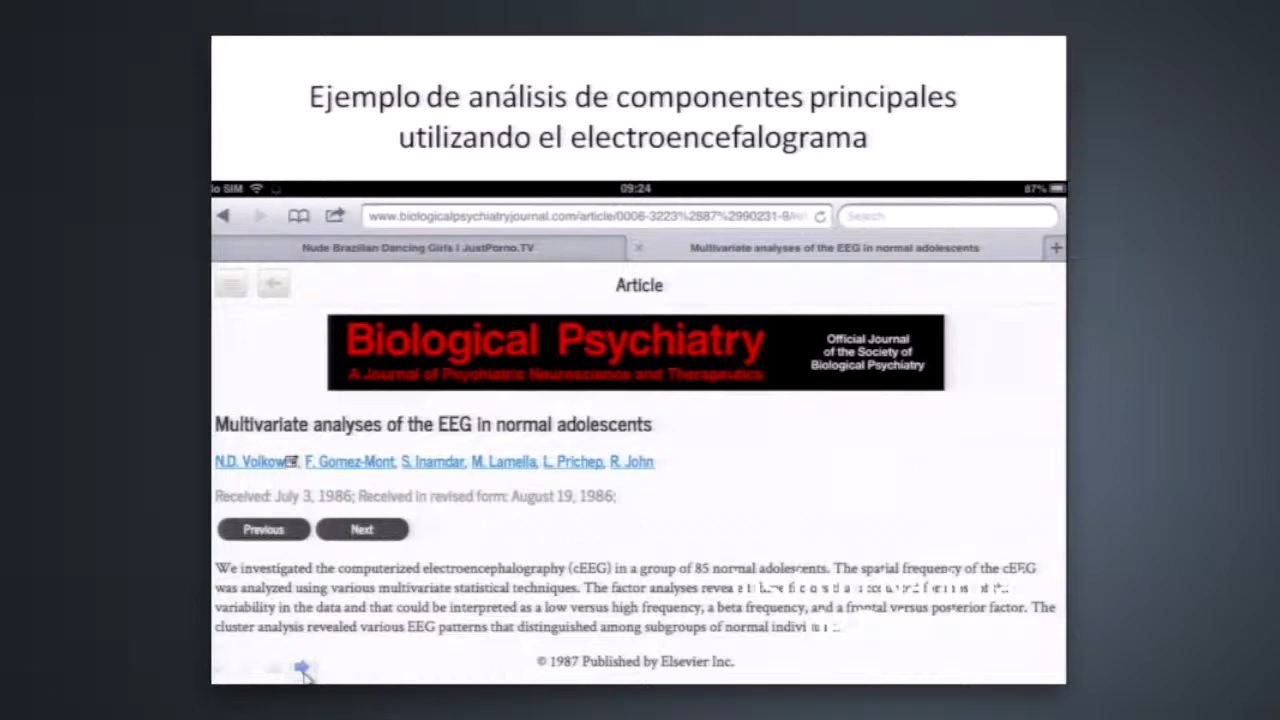 Ejemplo de análisis de componentes principales
utilizando el electroencefalograma
lo SIM 09:24 87%
www.biologicalpsychiatryjournal.com/article/0006-3223%2887%2990231-9/ Search
Nude Brazilian Dancing Girls | JustPorno.TV Multivariate analyses of the EEG in normal adolescents
Article
Biological Psychiatry
A Journal of Psychiatric Neuroscience and Therapeutics
Official Journal
of the Society of
Biological Psychiatry
Multivariate analyses of the EEG in normal adolescents
N.D. Volkow, F. Gomez-Mont, S. Inamdar, M. Lamella, L. Prichep, R. John
Received: July 3, 1986; Received in revised form: August 19, 1986;
Previous Next
We investigated the computerized electroencephalography (cEEG) in a group of 85 normal adolescents. The spatial frequency of the cEEG
was analyzed using various multivariate statistical techniques. The factor analyses
variability in the data and that could be interpreted as a low versus high frequency, a beta frequency, and a frontal versus posterior factor. The
cluster analysis revealed various EEG patterns that distinguished among subgroups of normal
© 1987 Published by Elsevier Inc.